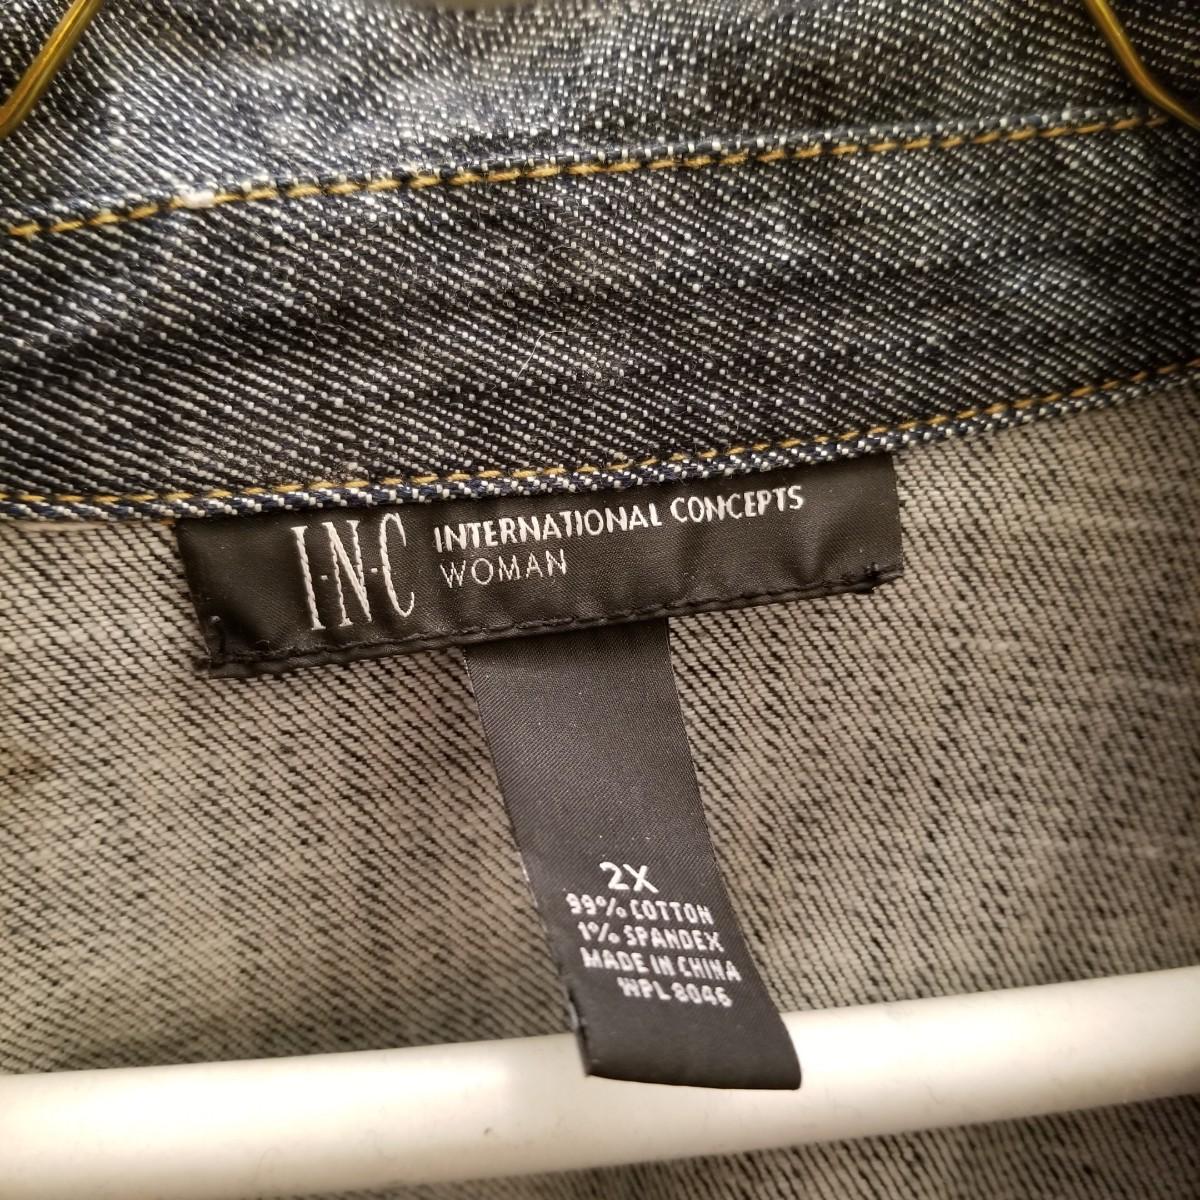 I·N·C INTERNATIONAL CONCEPTS
WOMAN
2X
99% COTTON
1% SPANDEX
MADE IN CHINA
WPL 8046